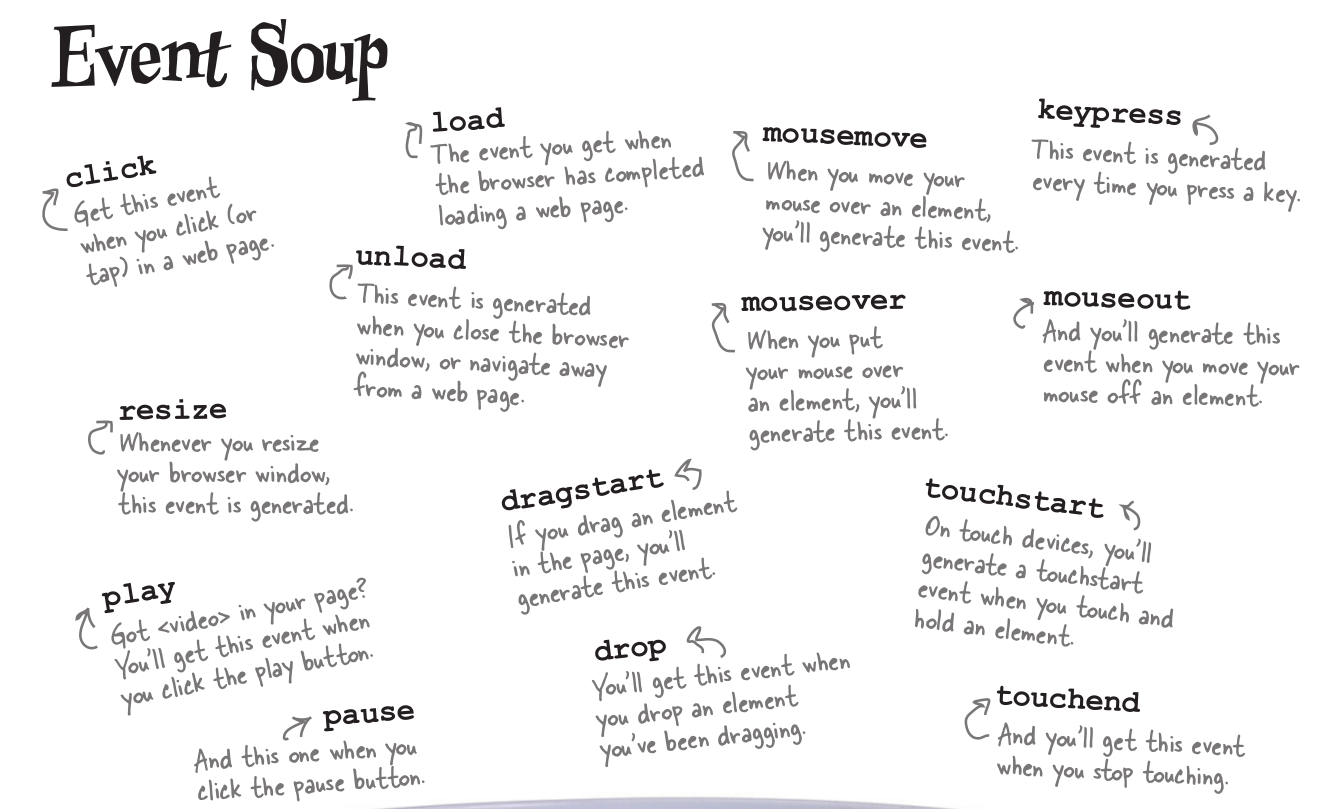 Event Soup
click
Get this event
when you click (or
tap) in a web page.
load
The event you get when
the browser has completed
loading a web page.
mousemove
When you move your
mouse over an element,
you'll generate this event.
keypress
This event is generated
every time you press a key.
unload
This event is generated
when you close the browser
window, or navigate away
from a web page.
mouseover
When you put
your mouse over
an element, you'll
generate this event.
mouseout
And you'll generate this
event when you move your
mouse off an element.
resize
Whenever you resize
your browser window,
this event is generated.
dragstart
If you drag an element
in the page, you'll
generate this event.
touchstart
On touch devices, you'll
generate a touchstart
event when you touch and
hold an element.
play
Got <video> in your page?
You'll get this event when
you click the play button.
drop
You'll get this event when
you drop an element
you've been dragging.
pause
And this one when you
click the pause button.
touchend
And you'll get this event
when you stop touching.